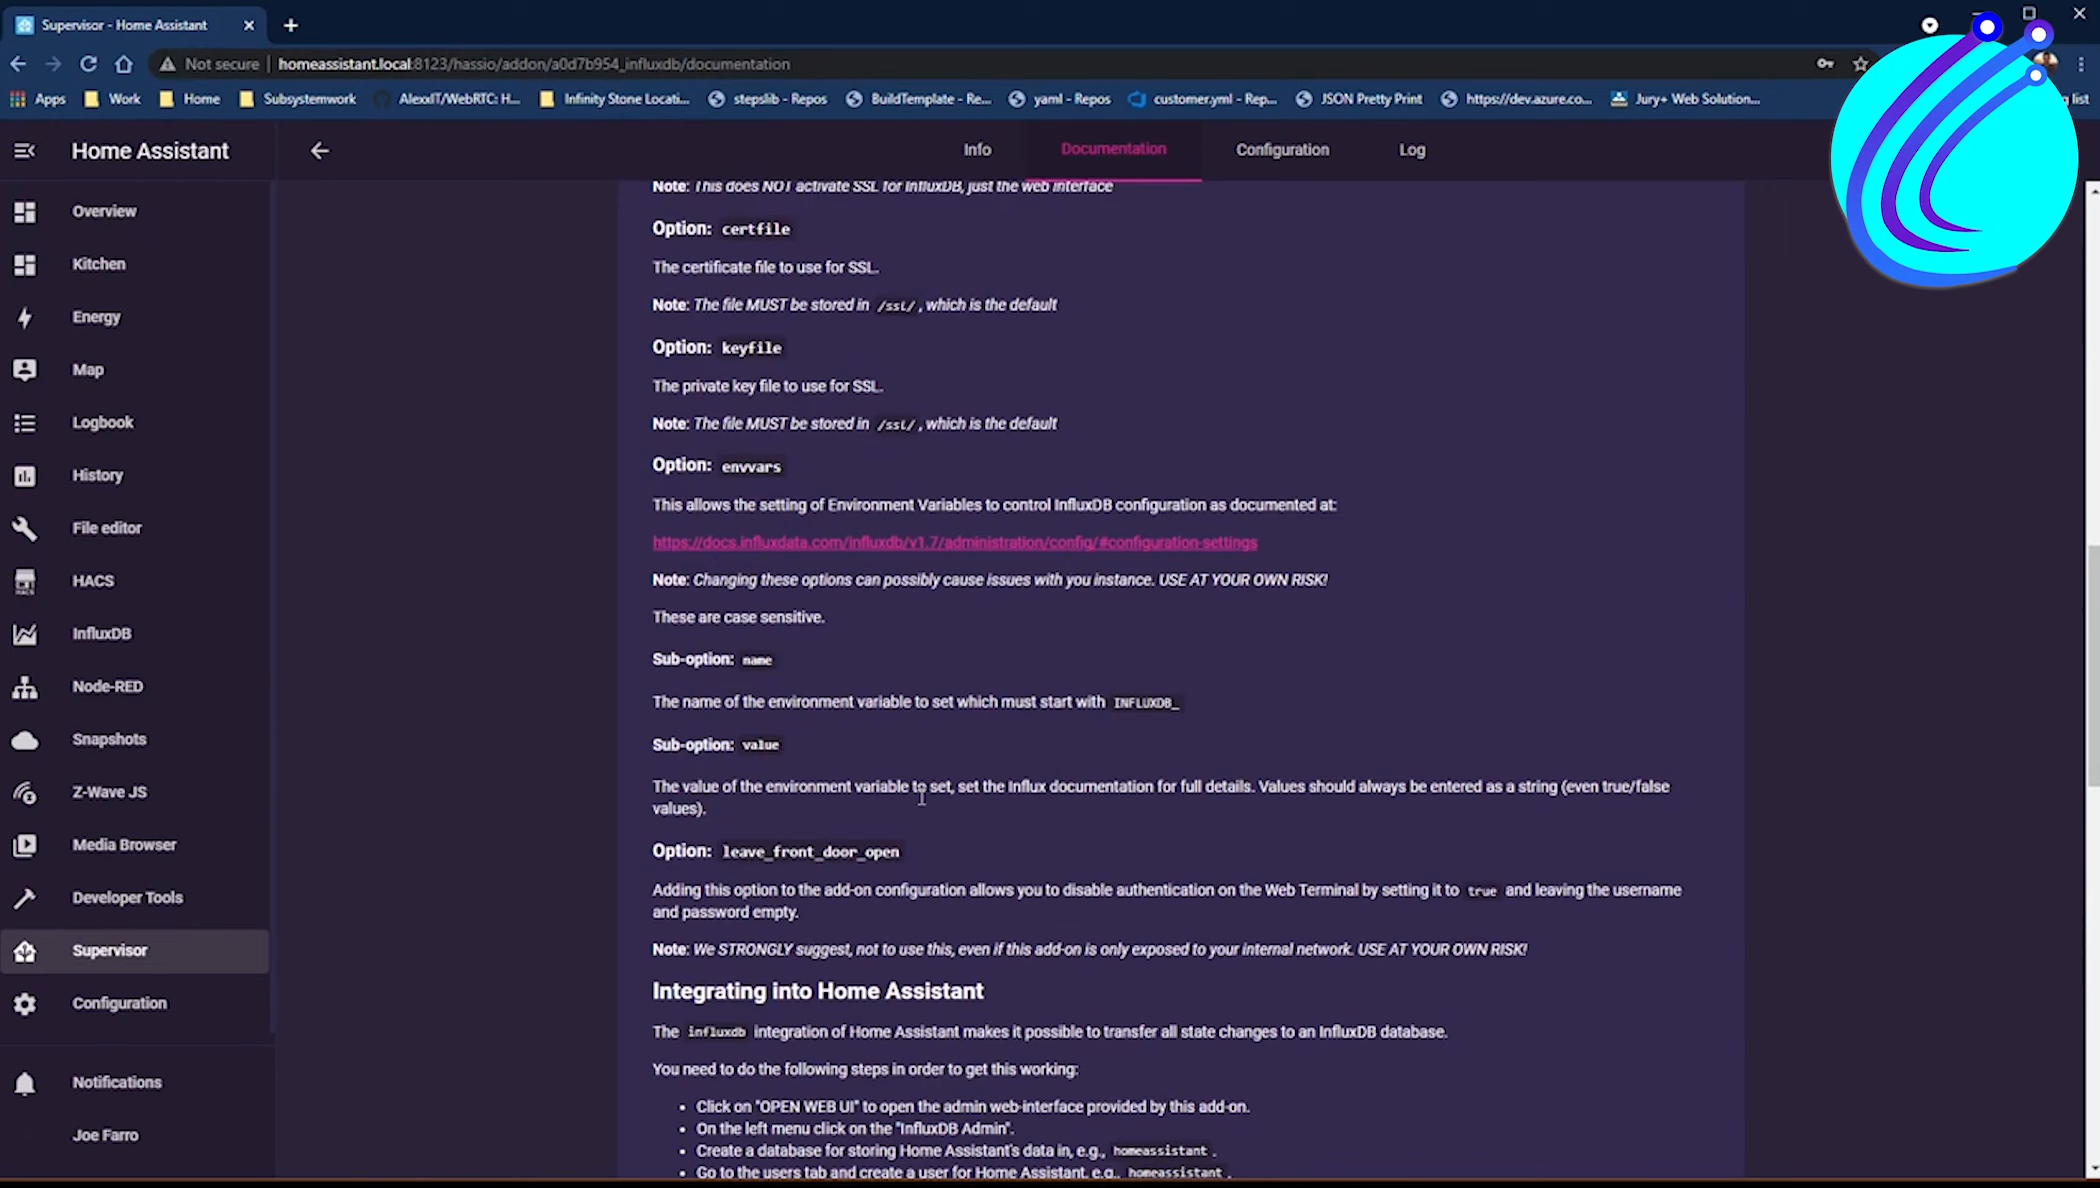 Supervisor - Home Assistant
Not secure | homeassistant.local:8123/hassio/addon/a0d7b954_influxdb/documentation
Apps Work Home Subsystemwork AlexxIT/WebRTC: H... Infinity Stone Locati... stepslib - Repos BuildTemplate - Re... yaml - Repos customer.yml - Rep... JSON Pretty Print https://dev.azure.co... Jury+ Web Solution... list
Home Assistant
Info Documentation Configuration Log
Overview
Kitchen
Energy
Map
Logbook
History
File editor
HACS
InfluxDB
Node-RED
Snapshots
Z-Wave JS
Media Browser
Developer Tools
Supervisor
Configuration
Notifications
Joe Farro
Note: This does NOT activate SSL for InfluxDB, just the web interface
Option: certfile
The certificate file to use for SSL.
Note: The file MUST be stored in /ssl/ , which is the default
Option: keyfile
The private key file to use for SSL.
Note: The file MUST be stored in /ssl/ , which is the default
Option: envvars
This allows the setting of Environment Variables to control InfluxDB configuration as documented at:
https://docs.influxdata.com/influxdb/v1.7/administration/config/#configuration-settings
Note: Changing these options can possibly cause issues with you instance. USE AT YOUR OWN RISK!
These are case sensitive.
Sub-option: name
The name of the environment variable to set which must start with INFLUXDB_
Sub-option: value
The value of the environment variable to set, set the Influx documentation for full details. Values should always be entered as a string (even true/false
values).
Option: leave_front_door_open
Adding this option to the add-on configuration allows you to disable authentication on the Web Terminal by setting it to true and leaving the username
and password empty.
Note: We STRONGLY suggest, not to use this, even if this add-on is only exposed to your internal network. USE AT YOUR OWN RISK!
Integrating into Home Assistant
The influxdb integration of Home Assistant makes it possible to transfer all state changes to an InfluxDB database.
You need to do the following steps in order to get this working:
• Click on "OPEN WEB UI" to open the admin web-interface provided by this add-on.
• On the left menu click on the "InfluxDB Admin".
• Create a database for storing Home Assistant's data in, e.g., homeassistant .
• Go to the users tab and create a user for Home Assistant, e.g., homeassistant .